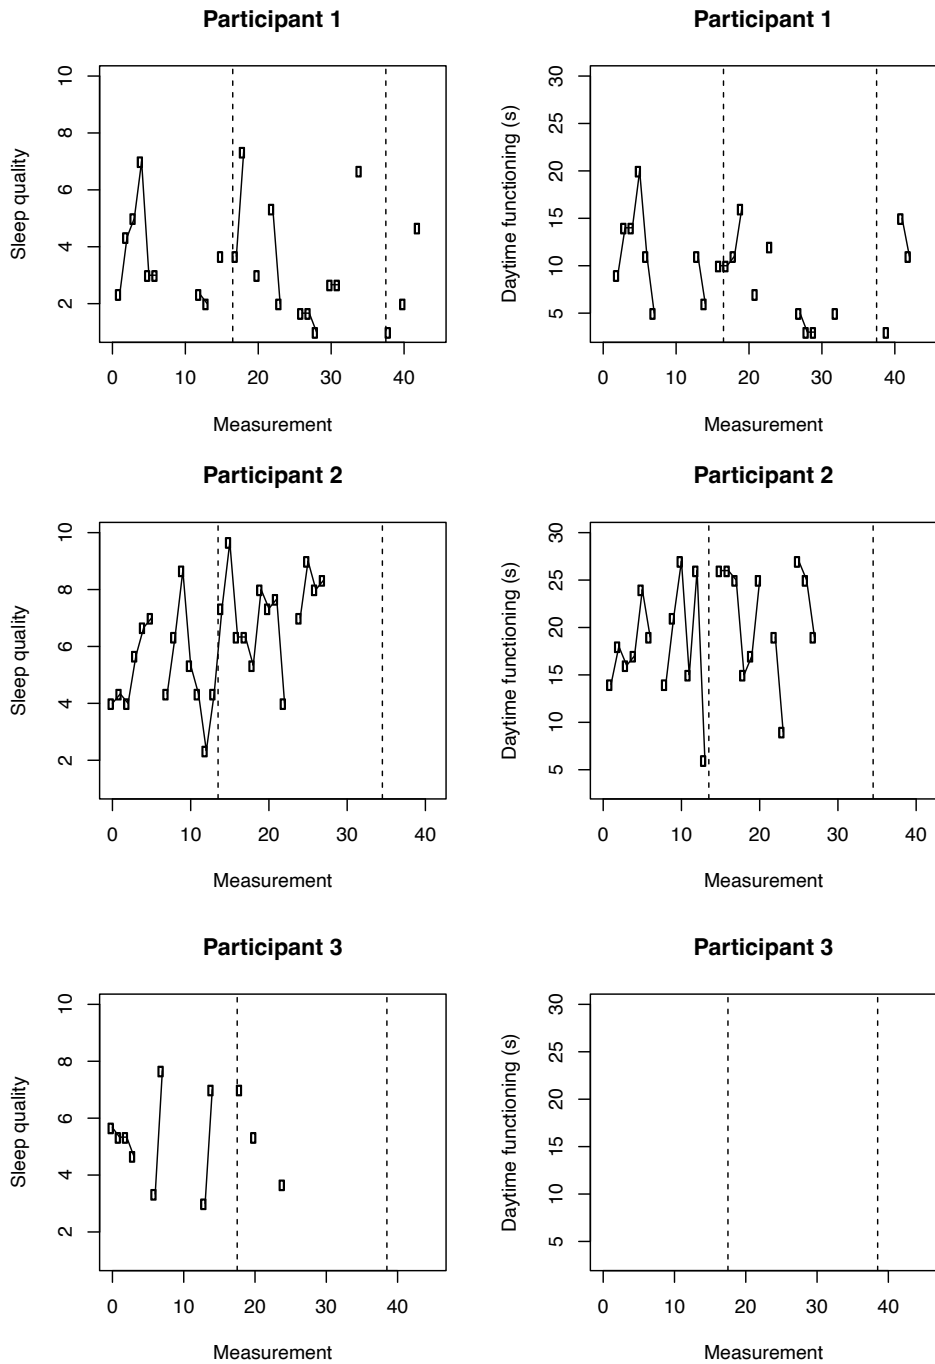 Participant 1
Sleep quality
10
8
6
4
2
0 10 20 30 40
Measurement
Participant 1
Daytime functioning (s)
30
25
20
15
10
5
0 10 20 30 40
Measurement
Participant 2
Sleep quality
10
8
6
4
2
0 10 20 30 40
Measurement
Participant 2
Daytime functioning (s)
30
25
20
15
10
5
0 10 20 30 40
Measurement
Participant 3
Sleep quality
10
8
6
4
2
0 10 20 30 40
Measurement
Participant 3
Daytime functioning (s)
30
25
20
15
10
5
0 10 20 30 40
Measurement